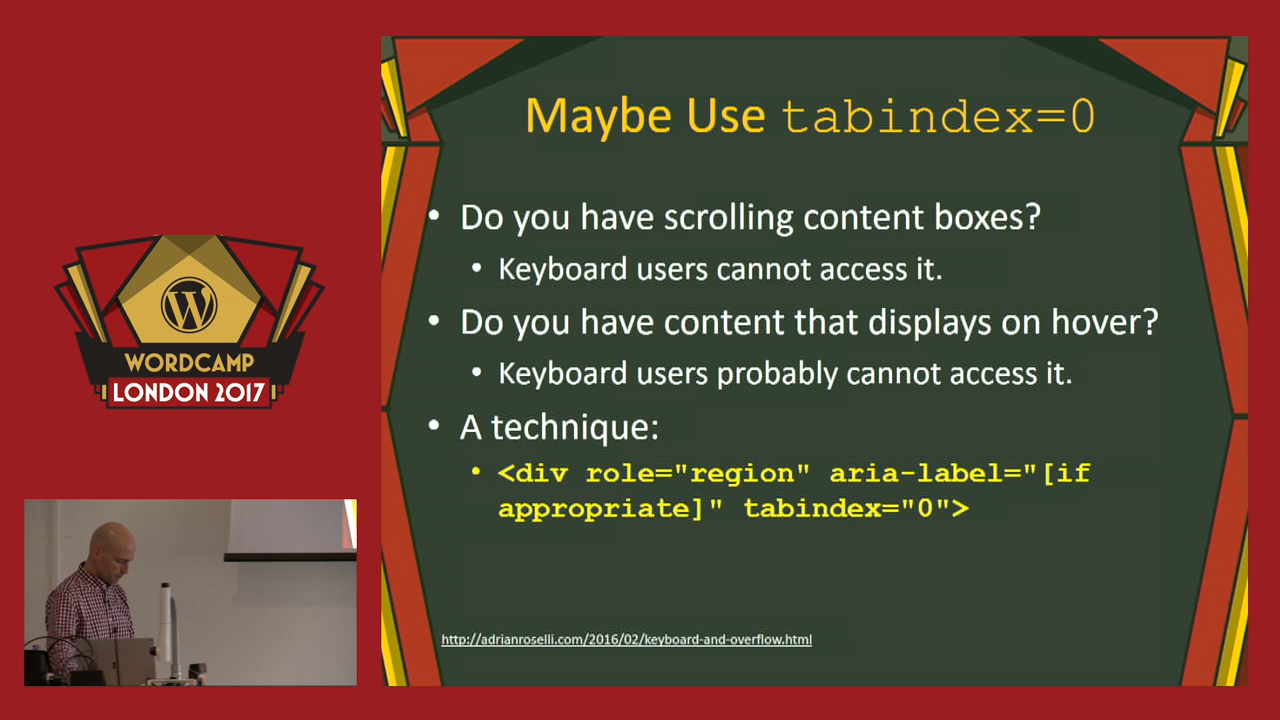 Maybe Use tabindex=0
• Do you have scrolling content boxes?
• Keyboard users cannot access it.
• Do you have content that displays on hover?
• Keyboard users probably cannot access it.
• A technique:
• <div role="region" aria-label="[if
appropriate]" tabindex="0">
http://adrianroselli.com/2016/02/keyboard-and-overflow.html
WORDCAMP
LONDON 2017